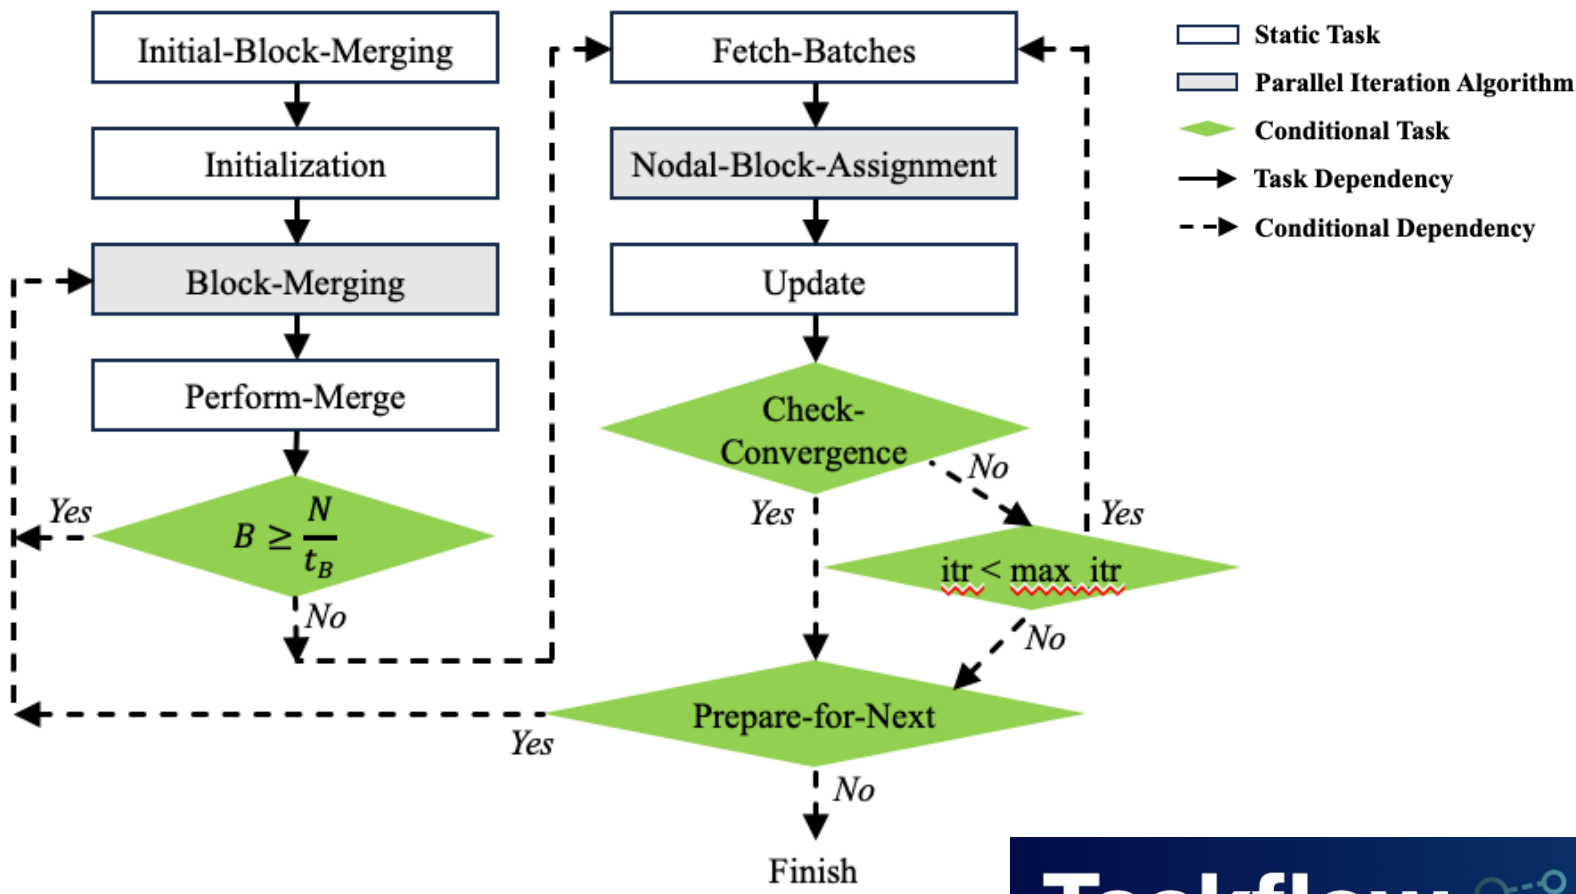 Initial-Block-Merging
Initialization
Block-Merging
Perform-Merge
Yes
B ≥ N/t_B
No
Fetch-Batches
Nodal-Block-Assignment
Update
Check-
Convergence
No
Yes
Yes
itr < max_itr
No
Prepare-for-Next
Yes
No
Finish
Static Task
Parallel Iteration Algorithm
Conditional Task
Task Dependency
Conditional Dependency
Taskflow